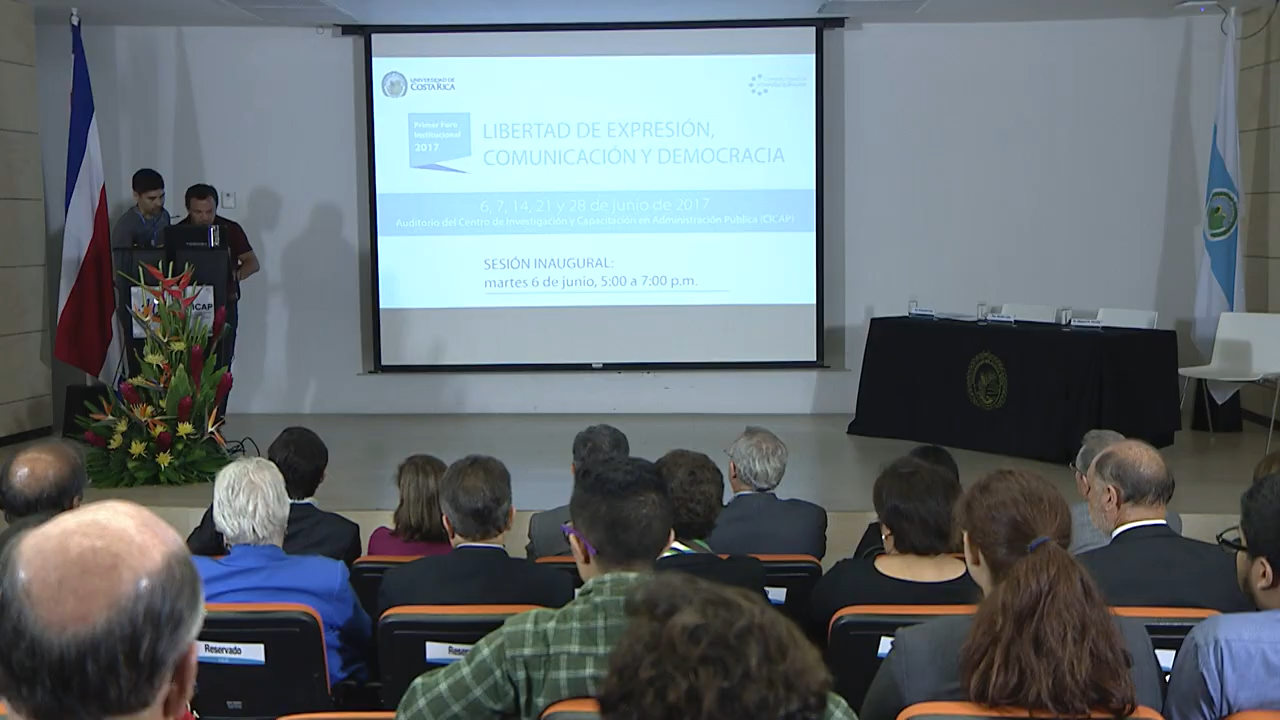 UNIVERSIDAD DE
COSTA RICA
Primer Foro
Institucional
2017
LIBERTAD DE EXPRESIÓN,
COMUNICACIÓN Y DEMOCRACIA
6, 7, 14, 21 y 28 de junio de 2017
Auditorio del Centro de Investigación y Capacitación en Administración Pública (CICAP)
SESIÓN INAUGURAL:
martes 6 de junio, 5:00 a 7:00 p.m.
CICAP
Reservado
Reser